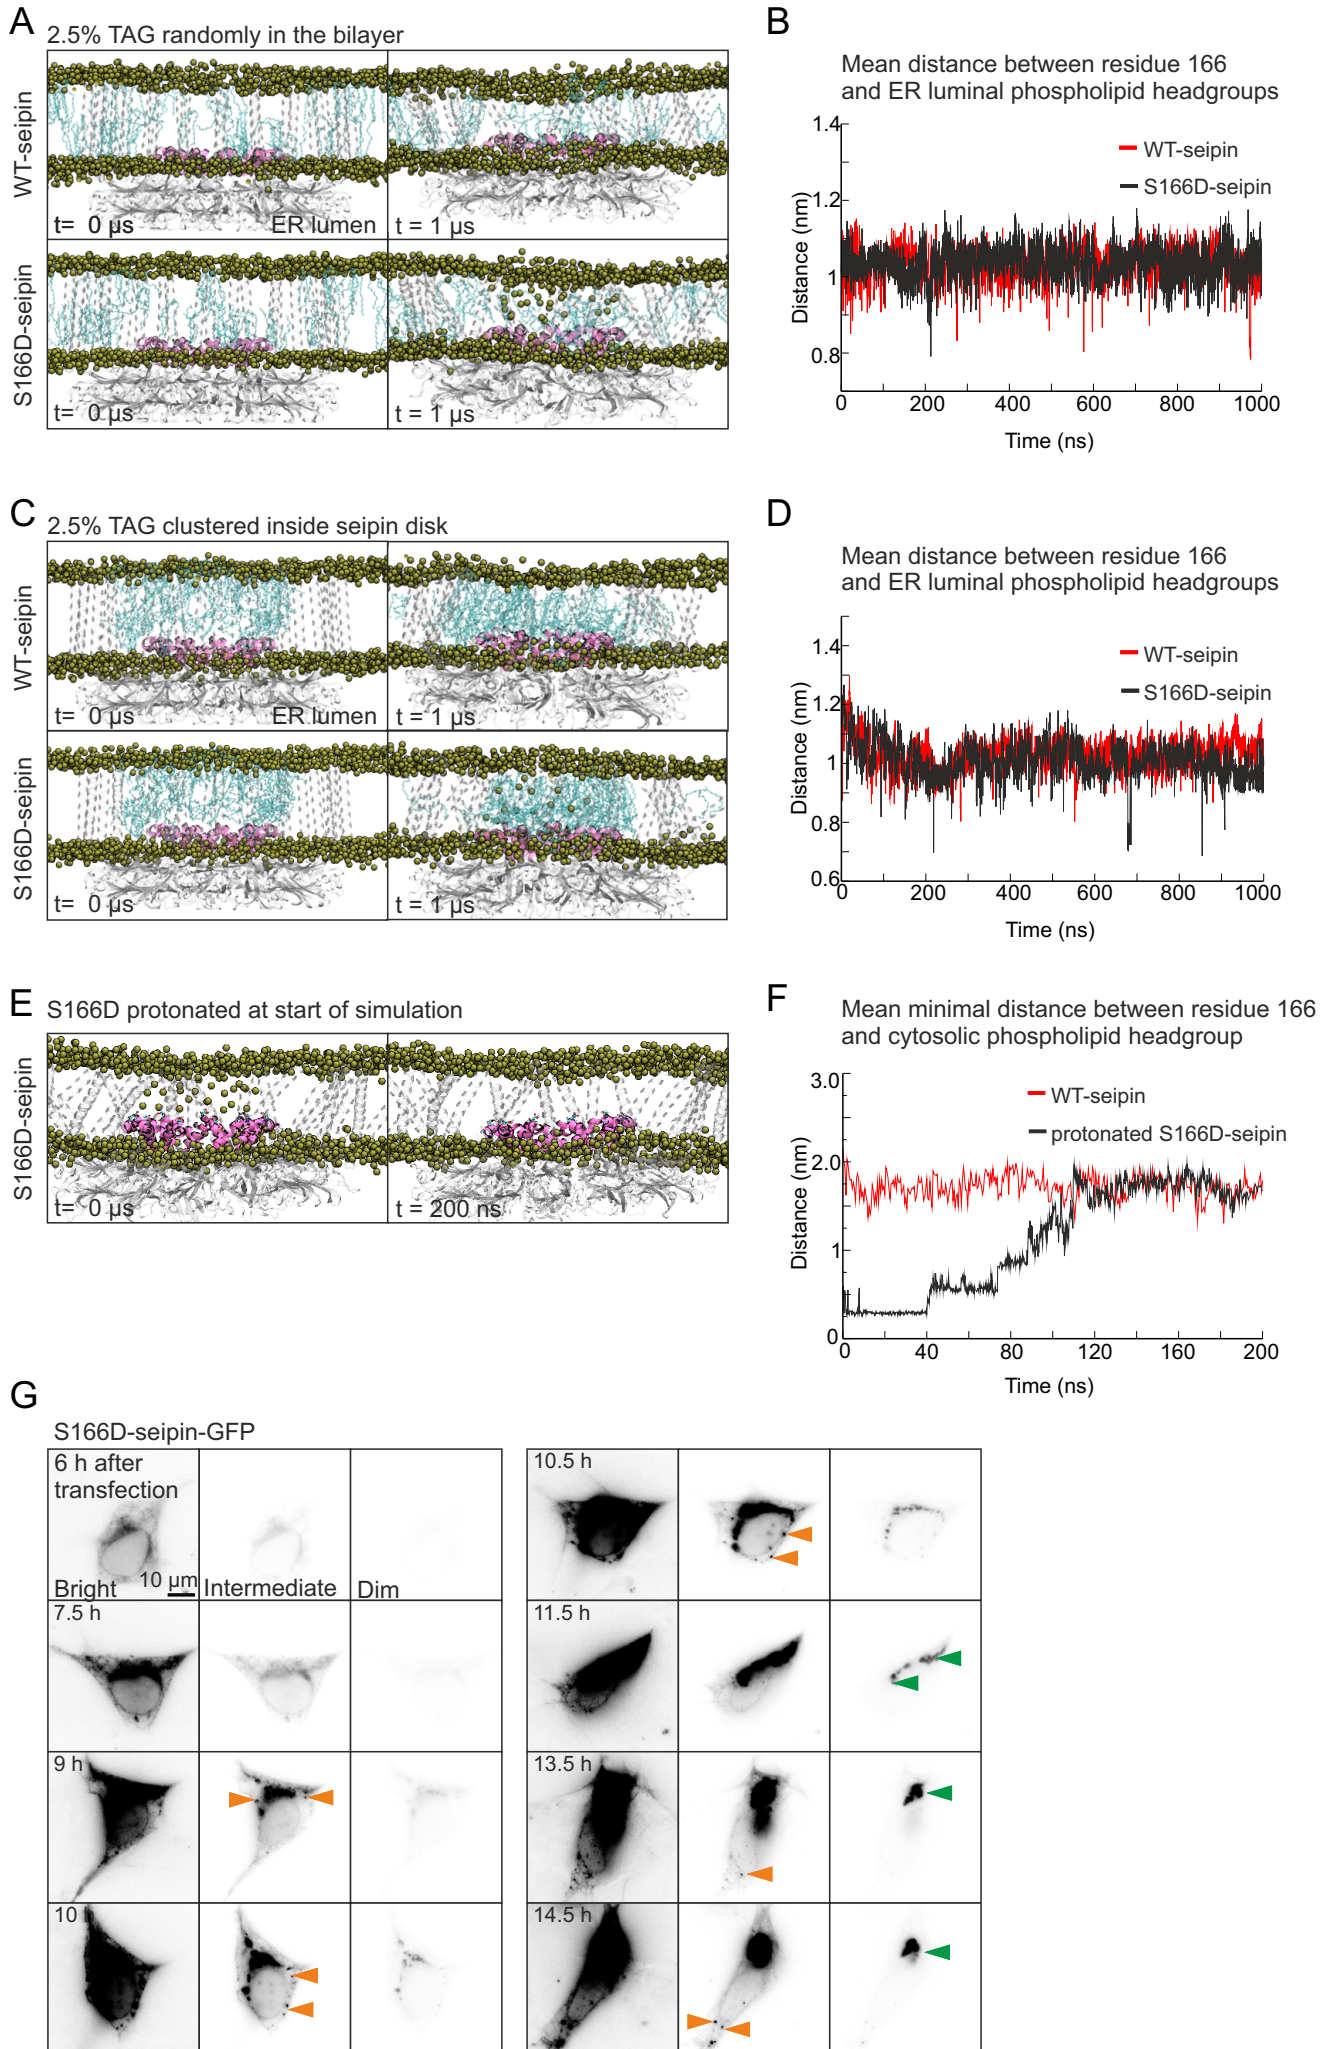 A
2.5% TAG randomly in the bilayer
WT-seipin
t= 0 µs
ER lumen
t = 1 µs
S166D-seipin
t= 0 µs
t = 1 µs
B
Mean distance between residue 166
and ER luminal phospholipid headgroups
1.4
1.2
1
0.8
Distance (nm)
WT-seipin
S166D-seipin
0 200 400 600 800 1000
Time (ns)
C
2.5% TAG clustered inside seipin disk
WT-seipin
t= 0 µs
ER lumen
t = 1 µs
S166D-seipin
t= 0 µs
t = 1 µs
D
Mean distance between residue 166
and ER luminal phospholipid headgroups
1.4
1.2
1.0
0.8
0.6
Distance (nm)
WT-seipin
S166D-seipin
0 200 400 600 800 1000
Time (ns)
E
S166D protonated at start of simulation
S166D-seipin
t= 0 µs
t = 200 ns
F
Mean minimal distance between residue 166
and cytosolic phospholipid headgroup
3.0
2.0
1
0
Distance (nm)
WT-seipin
protonated S166D-seipin
0 40 80 120 160 200
Time (ns)
G
S166D-seipin-GFP
6 h after
transfection
Bright
10 µm
Intermediate
Dim
7.5 h
9 h
10 h
10.5 h
11.5 h
13.5 h
14.5 h